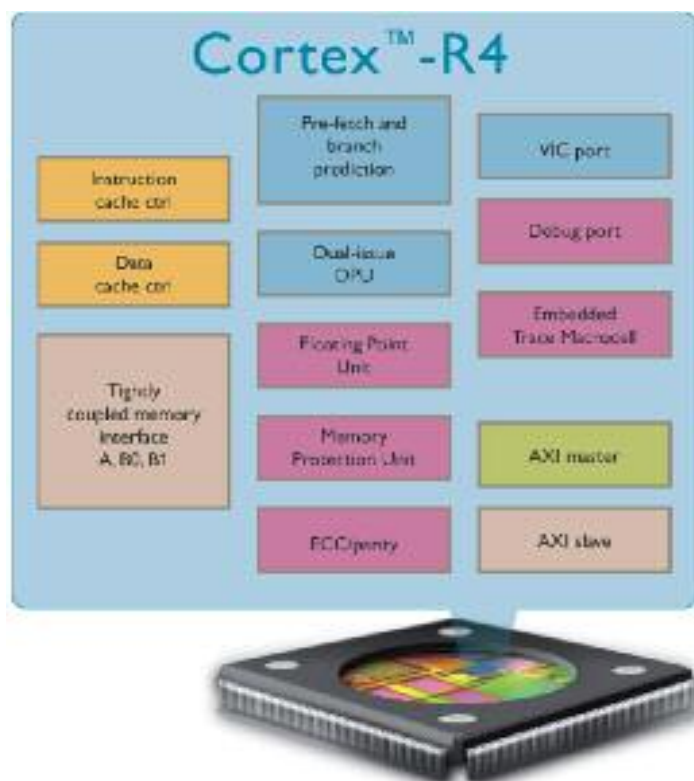 Cortex™-R4
Instruction
cache ctrl
Data
cache ctrl
Tightly
coupled memory
interface
A, B0, B1
Pre-fetch and
branch
prediction
Dual-issue
DPU
Floating Point
Unit
Memory
Protection Unit
ECC/parity
VIC port
Debug port
Embedded
Trace Macrocell
AXI master
AXI slave